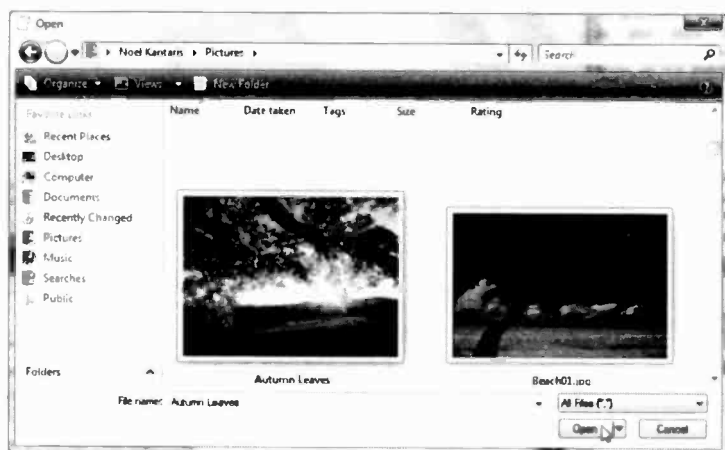 Open
Noel Kantaris › Pictures ›
Search
Organize Views New Folder
Favorite Links
Name Date taken Tags Size Rating
Recent Places
Desktop
Computer
Documents
Recently Changed
Pictures
Music
Searches
Public
Folders
Autumn Leaves
Beach01.jpg
File name: Autumn Leaves
All Files (*.*)
Open
Cancel